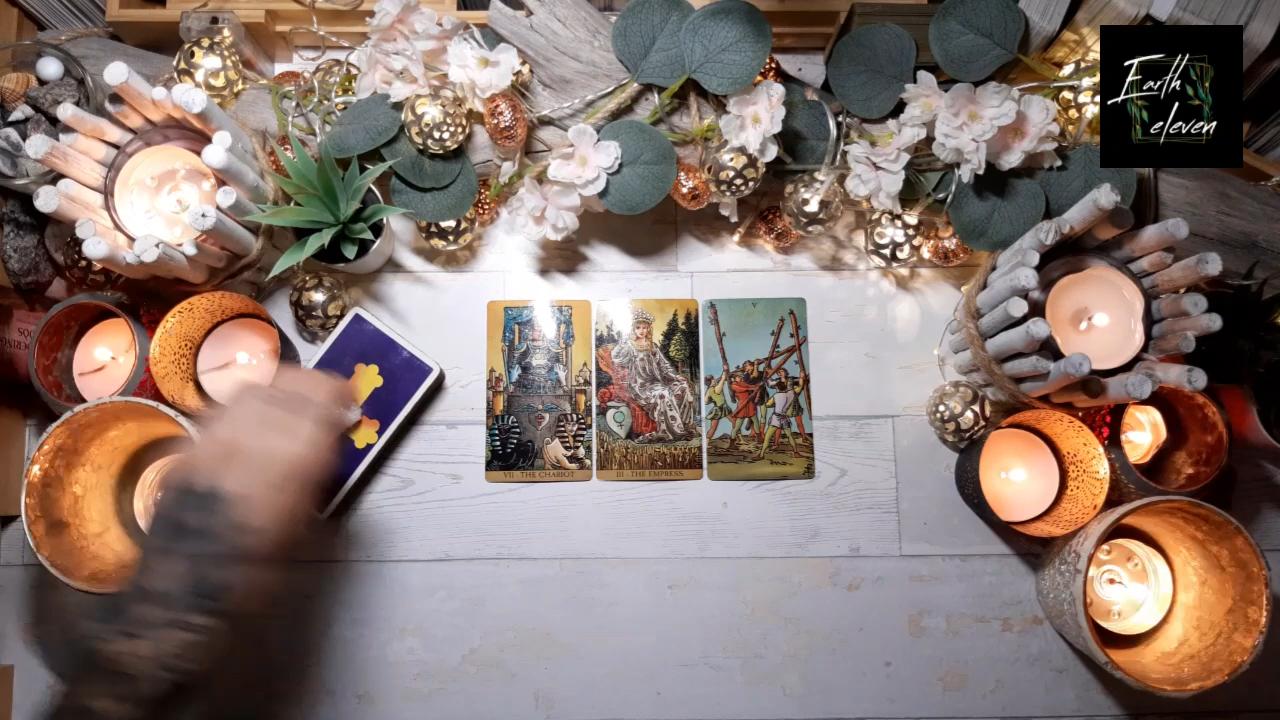 Earth
eleven
VII · THE CHARIOT
III · THE EMPRESS
V